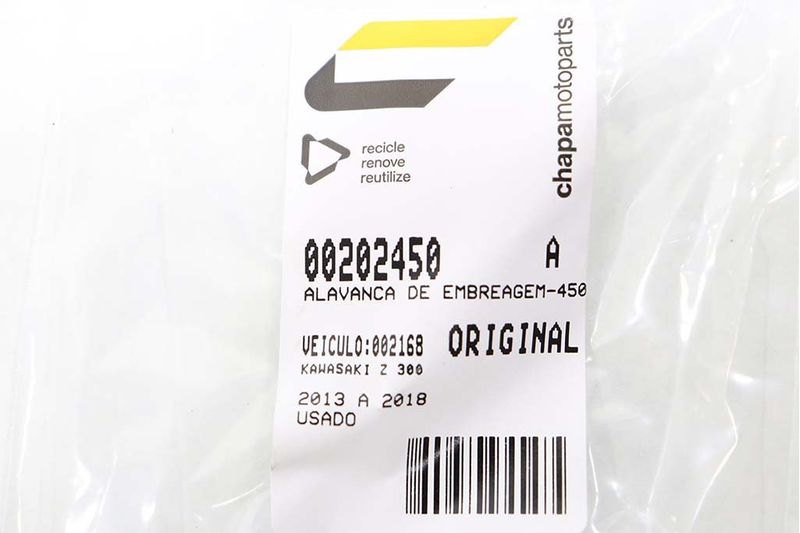 chapamotoparts
recicle
renove
reutilize
00202450 A
ALAVANCA DE EMBREAGEM-450
VEICULO:002168 ORIGINAL
KAWASAKI Z 300
2013 A 2018
USADO